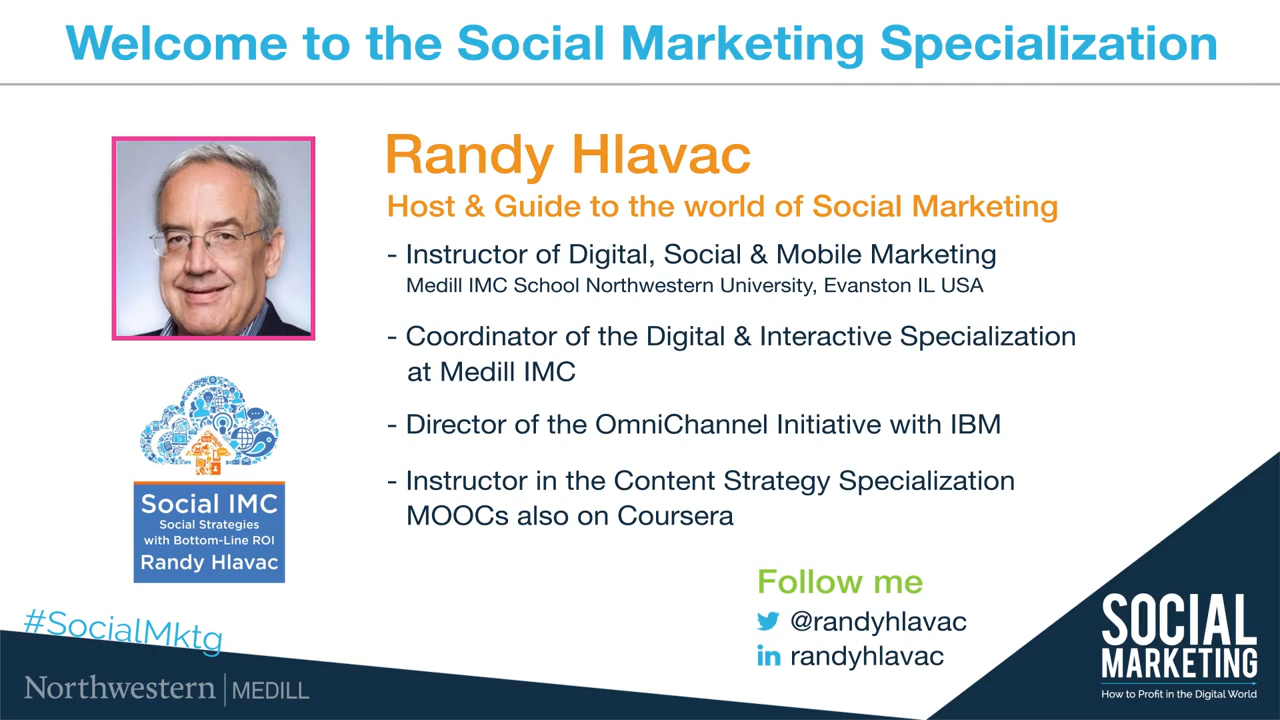 Welcome to the Social Marketing Specialization
Randy Hlavac
Host & Guide to the world of Social Marketing
- Instructor of Digital, Social & Mobile Marketing
Medill IMC School Northwestern University, Evanston IL USA
- Coordinator of the Digital & Interactive Specialization
at Medill IMC
- Director of the OmniChannel Initiative with IBM
- Instructor in the Content Strategy Specialization
MOOCs also on Coursera
Social IMC
Social Strategies
with Bottom-Line ROI
Randy Hlavac
Follow me
@randyhlavac
in randyhlavac
#SocialMktg
Northwestern | MEDILL
SOCIAL
MARKETING
How to Profit in the Digital World